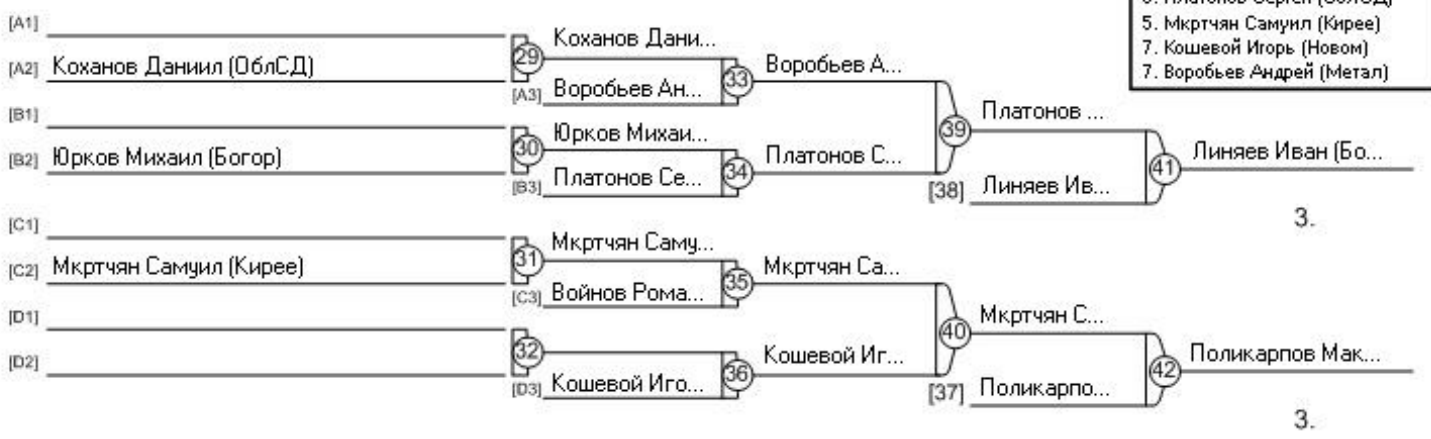 5. Мкртчян Самуил (Кирее)
7. Кошевой Игорь (Новом)
7. Воробьев Андрей (Метал)
[A1]
[A2] Коханов Даниил (ОблСД)
[B1]
[B2] Юрков Михаил (Богор)
[C1]
[C2] Мкртчян Самуил (Кирее)
[D1]
[D2]
29
30
31
32
Коханов Дани...
[A3] Воробьев Ан...
Юрков Михаи...
[B3] Платонов Се...
Мкртчян Саму...
[C3] Войнов Рома...
[D3] Кошевой Иго...
33
34
35
36
Воробьев А...
Платонов С...
Мкртчян Са...
Кошевой Иг...
39
40
Платонов ...
[38] Линяев Ив...
Мкртчян С...
[37] Поликарпо...
41
42
Линяев Иван (Бо...
3.
Поликарпов Мак...
3.